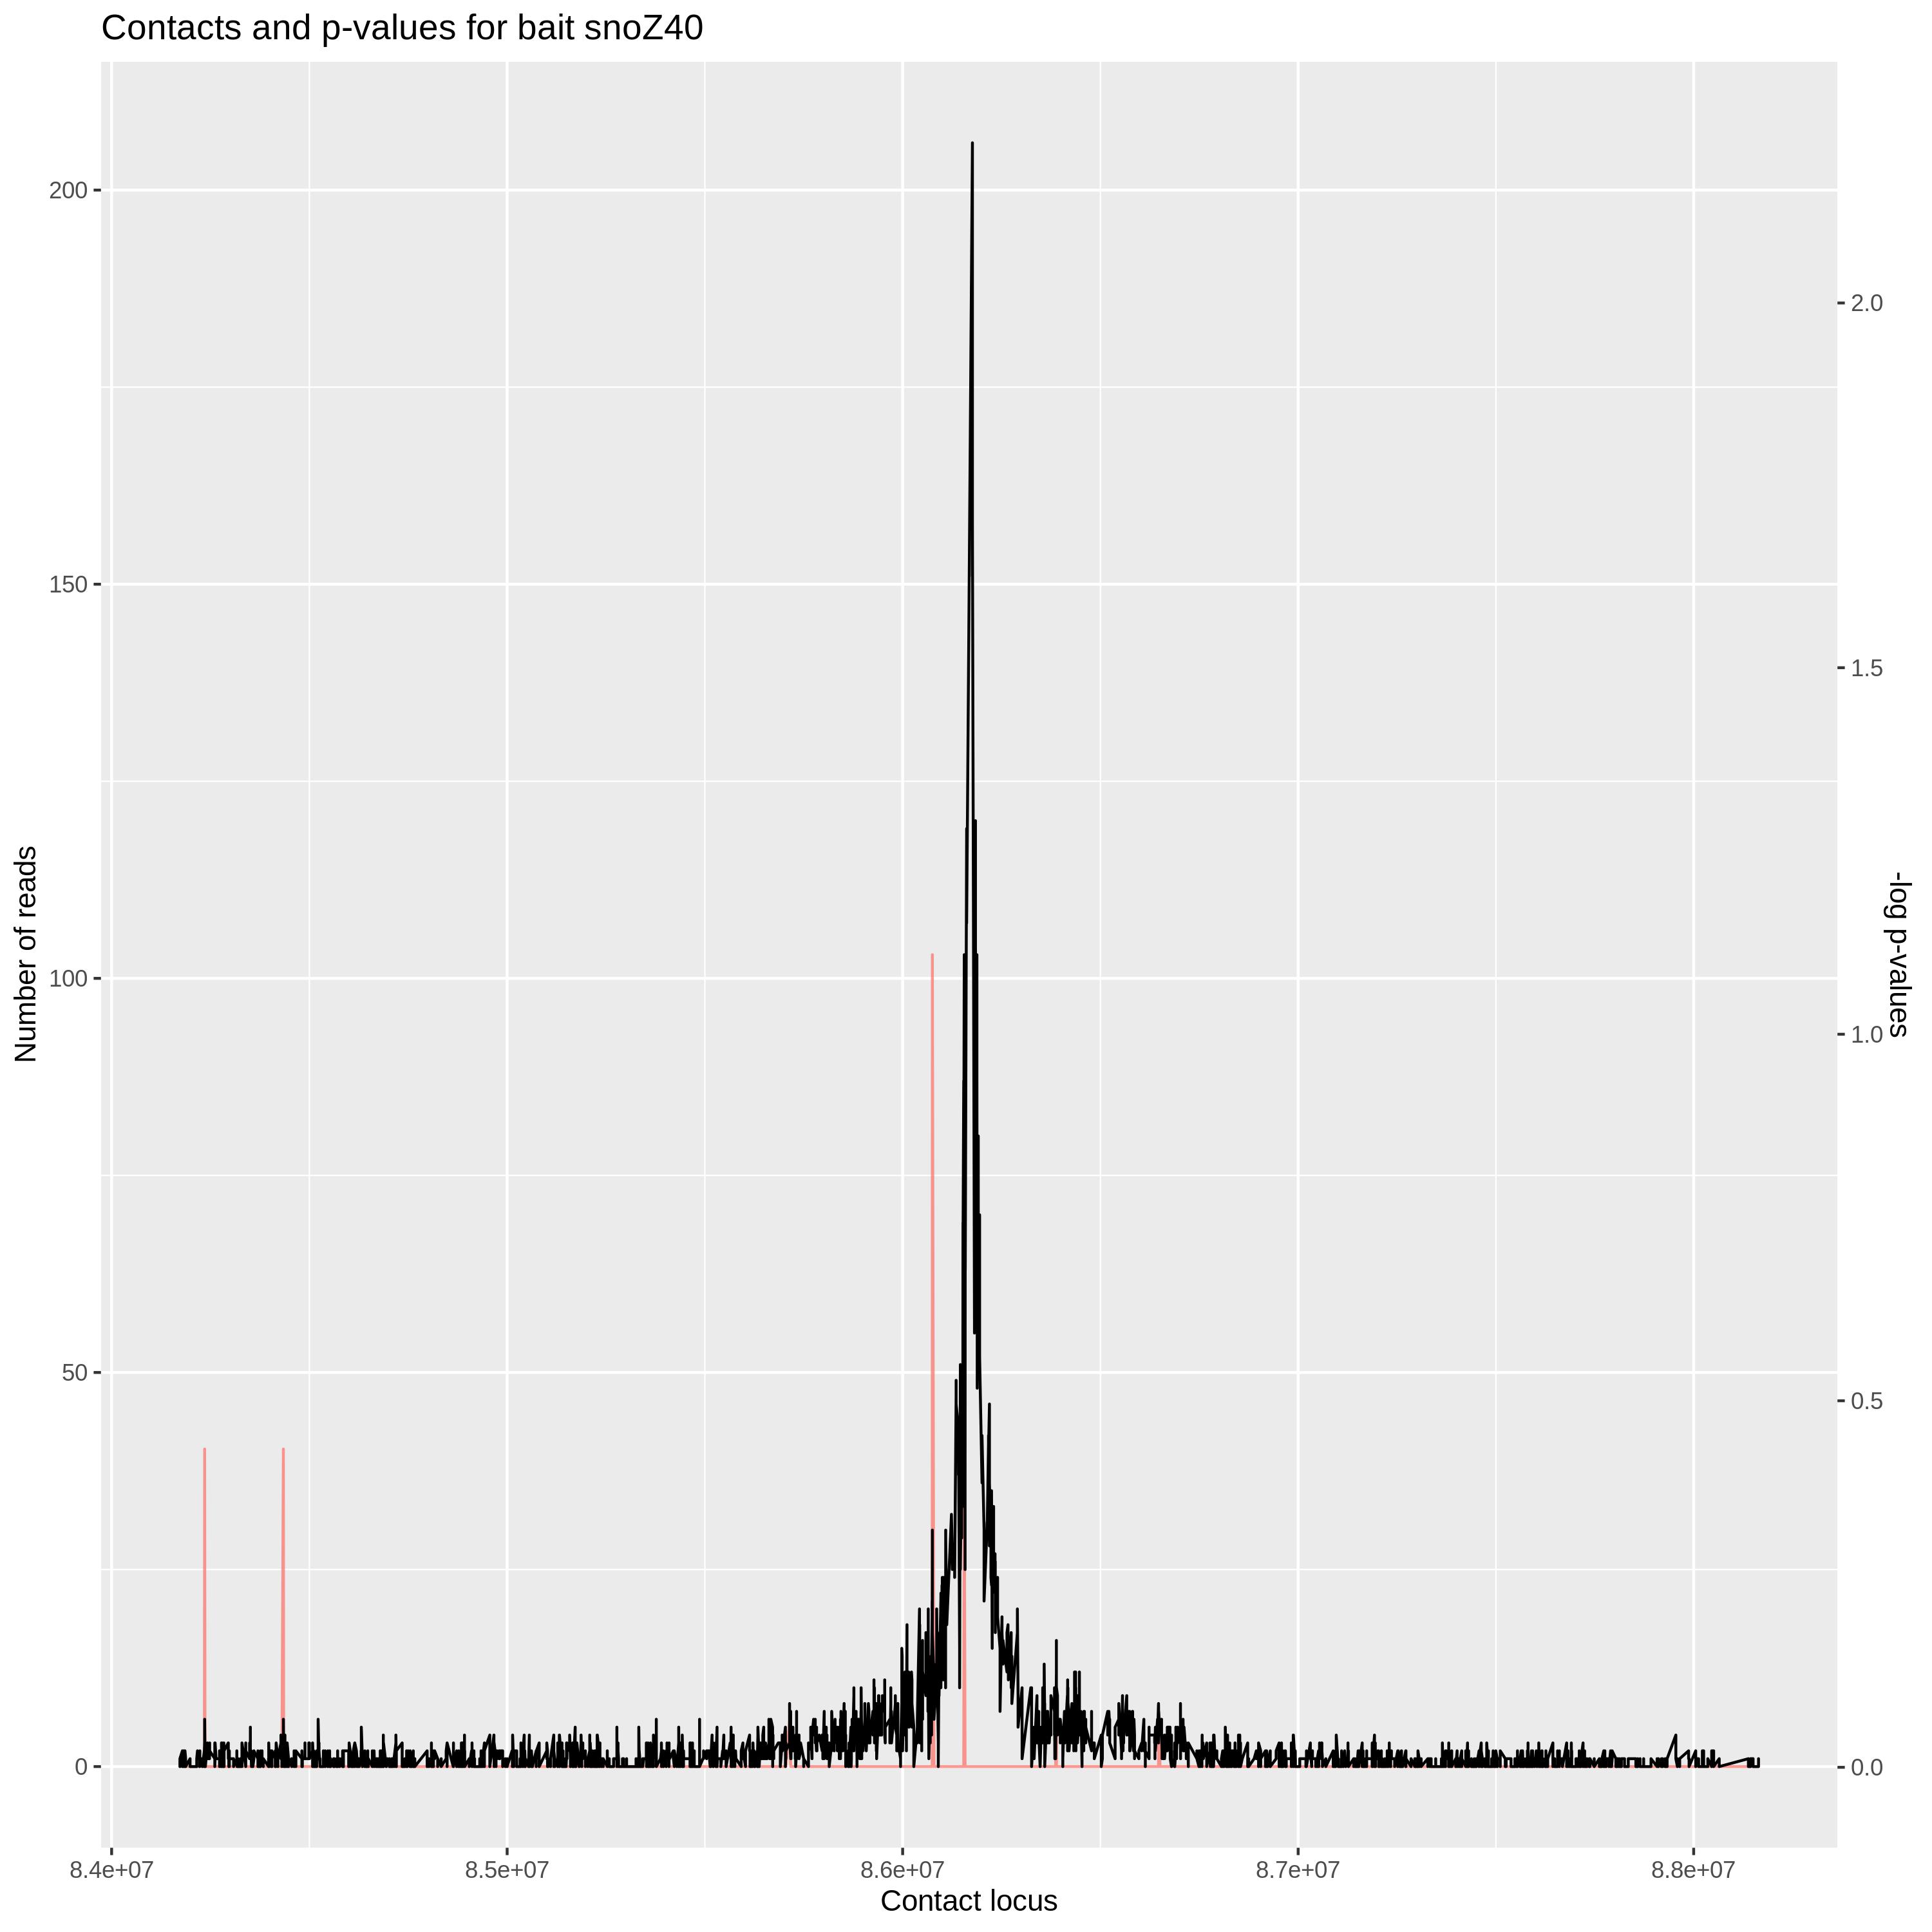 Contacts and p-values for bait snoZ40
Number of reads
200
150
100
50
0
2.0
1.5
1.0
0.5
0.0
-log p-values
8.4e+07 8.5e+07 8.6e+07 8.7e+07 8.8e+07
Contact locus